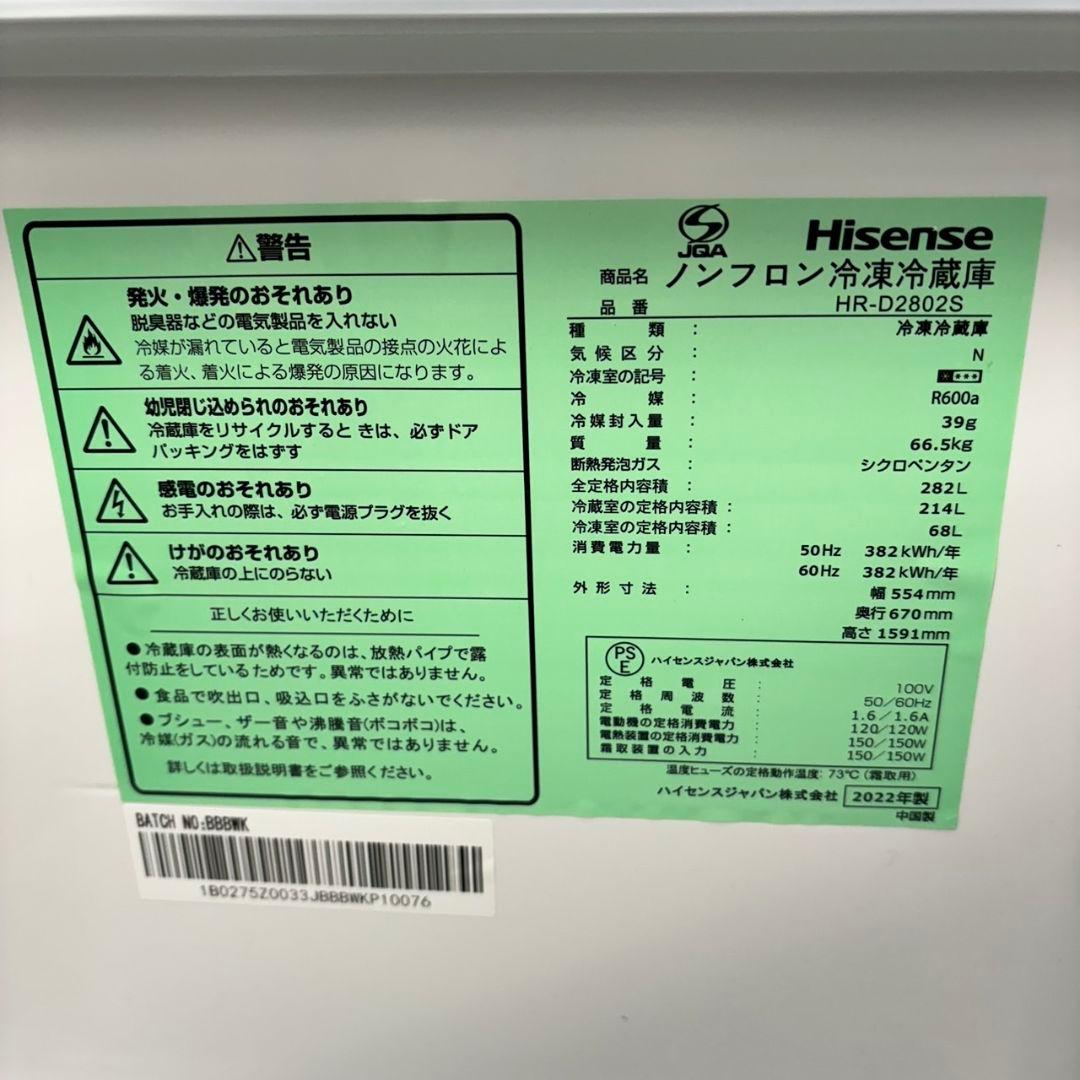 警告
発火・爆発のおそれあり
脱臭器などの電気製品を入れない
冷媒が漏れていると電気製品の接点の火花によ
る着火、着火による爆発の原因になります。
幼児閉じ込められのおそれあり
冷蔵庫をリサイクルすると きは、必ずドア
パッキングをはずす
感電のおそれあり
お手入れの際は、必ず電源プラグを抜く
けがのおそれあり
冷蔵庫の上にのらない
正しくお使いいただくために
●冷蔵庫の表面が熱くなるのは、放熱パイプで露
付防止をしているためです。異常ではありません。
●食品で吹出口、吸込口をふさがないでください。
●ブシュー、ザー音や沸騰音(ボコボコ)は、
冷媒(ガス)の流れる音で、異常ではありません。
詳しくは取扱説明書をご参照ください。
JQA
Hisense
商品名 ノンフロン冷凍冷蔵庫
品番 HR-D2802S
種類 : 冷凍冷蔵庫
気候区分 : N
冷凍室の記号 : ****
冷媒 : R600a
冷媒封入量 : 39g
質量 : 66.5kg
断熱発泡ガス : シクロペンタン
全定格内容積 : 282L
冷蔵室の定格内容積 : 214L
冷凍室の定格内容積 : 68L
消費電力量 : 50Hz 382kWh/年
60Hz 382kWh/年
外形寸法 : 幅 554mm
奥行 670mm
高さ 1591mm
PSE ハイセンスジャパン株式会社
定格電圧 : 100V
定格周波数 : 50/60Hz
定格電流 : 1.6/1.6A
電動機の定格消費電力 : 120/120W
電熱装置の定格消費電力 : 150/150W
霜取装置の入力 : 150/150W
温度ヒューズの定格動作温度: 73℃(霜取用)
ハイセンスジャパン株式会社 2022年製
中国製
BATCH NO:BBBWK
1B0275Z0033JBBBWKP10076